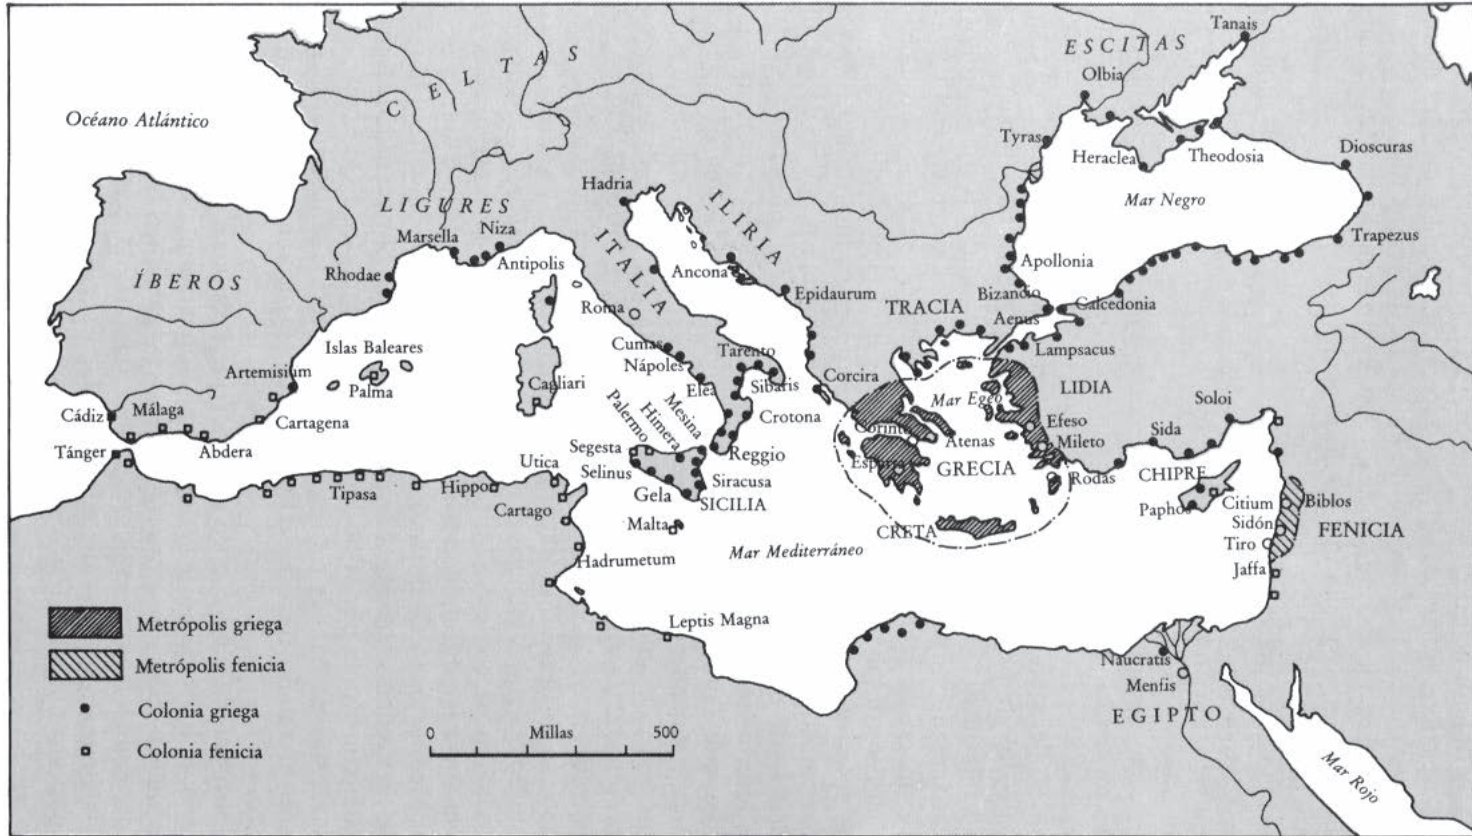 Tanais
ESCITAS
CELTAS
Olbia
Océano Atlántico
Tyras
Heraclea
Theodosia
Dioscuras
Hadria
ILIRIA
LIGURES
Mar Negro
Niza
Marsella
ITALIA
Trapezus
Antipolis
Apollonia
Ancona
Rhodae
ÍBEROS
Epidaurum
Bizancio
Calcedonia
TRACIA
Roma
Aenus
Islas Baleares
Cumas
Tarento
Lampsacus
Nápoles
Artemisium
Corcira
Palma
Cagliari
Elea
Sibaris
LIDIA
Mar Egeo
Soloi
Cádiz
Málaga
Mesina
Crotona
Cartagena
Himera
Efeso
Palermo
Corinto
Atenas
Sida
Mileto
Tánger
Abdera
Segesta
Reggio
Esparta
GRECIA
Utica
Selinus
Rodas
CHIPRE
Tipasa
Hippo
Gela
Siracusa
SICILIA
Citium
Biblos
Cartago
Paphos
Malta
Sidón
FENICIA
CRETA
Tiro
Mar Mediterráneo
Hadrumetum
Jaffa
Leptis Magna
Metrópolis griega
Metrópolis fenicia
Naucratis
Menfis
Colonia griega
EGIPTO
0 Millas 500
Colonia fenicia
Mar Rojo